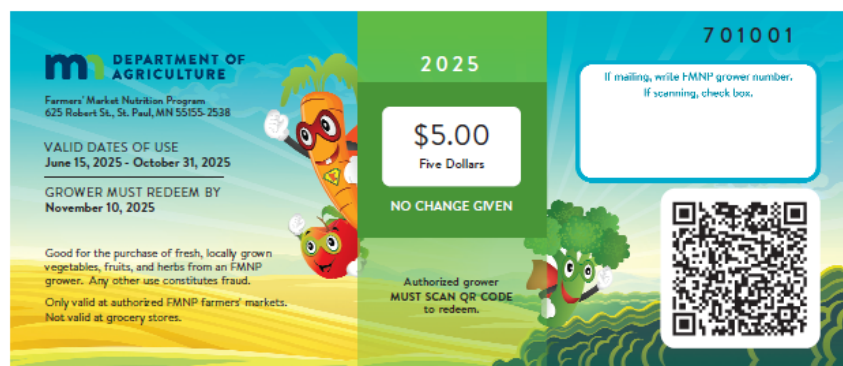 DEPARTMENT OF
AGRICULTURE
Farmers' Market Nutrition Program
625 Robert St., St. Paul, MN 55155-2538
VALID DATES OF USE
June 15, 2025 - October 31, 2025
GROWER MUST REDEEM BY
November 10, 2025
Good for the purchase of fresh, locally grown
vegetables, fruits, and herbs from an FMNP
grower. Any other use constitutes fraud.
Only valid at authorized FMNP farmers' markets.
Not valid at grocery stores.
2025
$5.00
Five Dollars
NO CHANGE GIVEN
Authorized grower
MUST SCAN QR CODE
to redeem.
701001
If mailing, write FMNP grower number.
If scanning, check box.